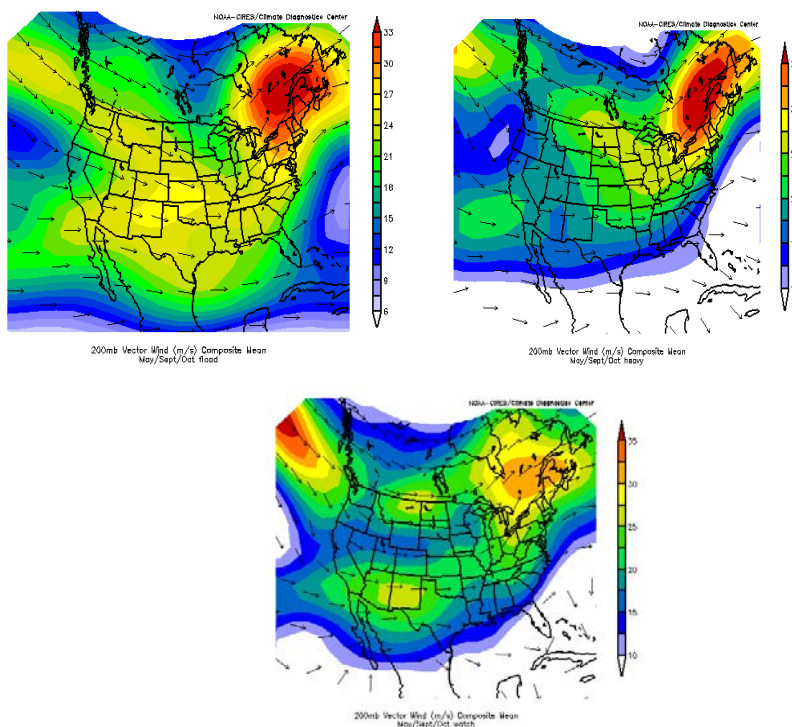 NOAA-CIRES/Climate Diagnostics Center
33
30
27
24
21
18
15
12
9
6
200mb Vector Wind (m/s) Composite Mean
May/Sept/Oct flood
NOAA-CIRES/Climate Diagnostics Center
200mb Vector Wind (m/s) Composite Mean
May/Sept/Oct heavy
NOAA-CIRES/Climate Diagnostics Center
35
30
25
20
15
10
200mb Vector Wind (m/s) Composite Mean
May/Sept/Oct watch